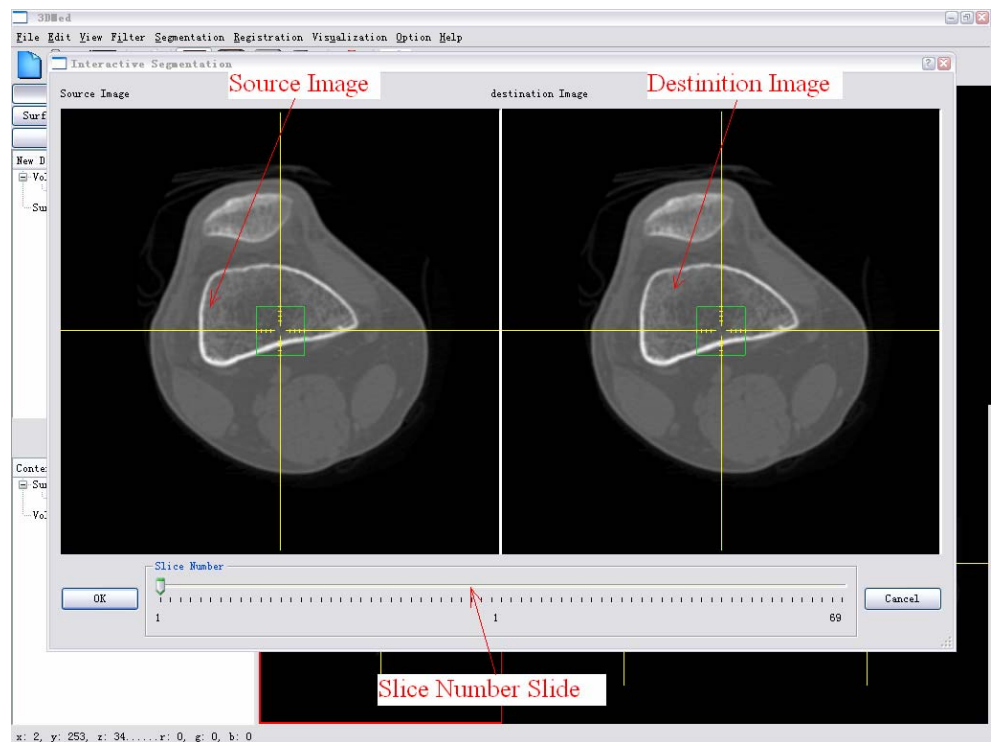 3DMed
File Edit View Filter Segmentation Registration Visualization Option Help
Interactive Segmentation
Source Image
Destinition Image
Source Image
destination Image
Surf
New D
Vol
Su
Conte
Su
Vo
Slice Number
OK
Cancel
1
1
69
Slice Number Slide
x: 2, y: 253, z: 34......r: 0, g: 0, b: 0